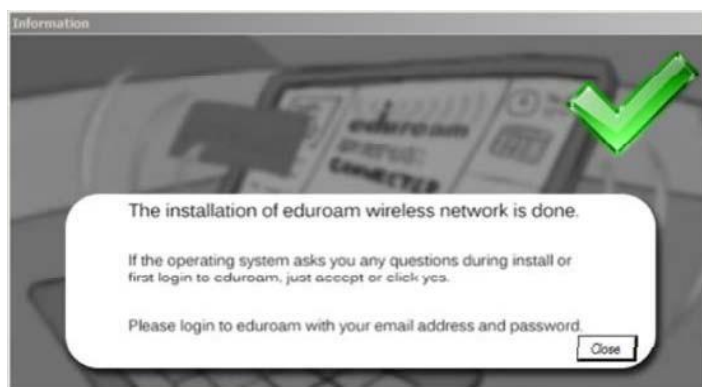 Information
eduroam
CONNECTED
The installation of eduroam wireless network is done.
If the operating system asks you any questions during install or
first login to eduroam, just accept or click yes.
Please login to eduroam with your email address and password.
Close